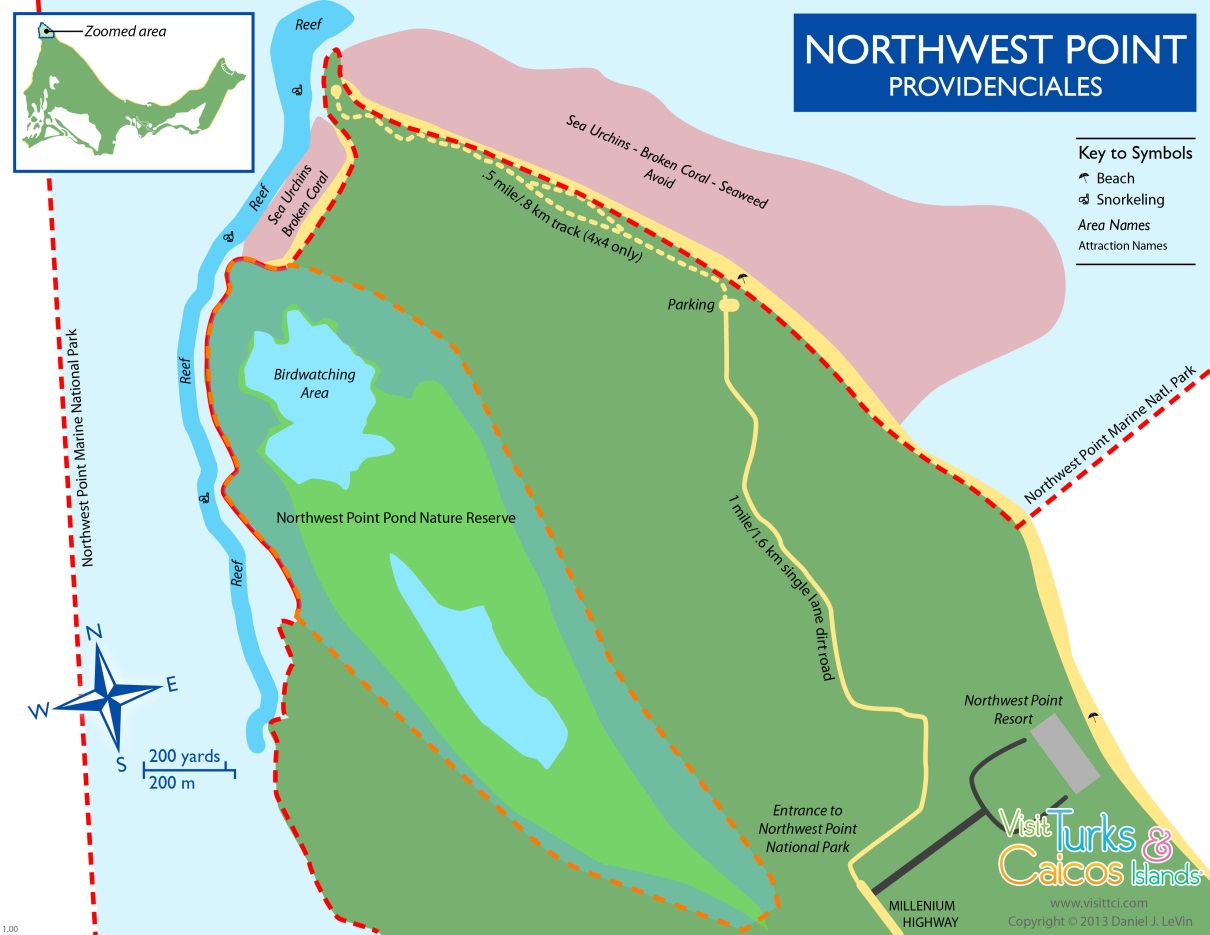 Zoomed area
Reef
NORTHWEST POINT
PROVIDENCIALES
Key to Symbols
Beach
Snorkeling
Area Names
Attraction Names
Sea Urchins - Broken Coral - Seaweed
Avoid
Reef
Sea Urchins
Broken Coral
.5 mile/.8 km track (4x4 only)
Parking
Northwest Point Marine National Park
Reef
Birdwatching
Area
Northwest Point Marine Natl. Park
1 mile/1.6 km single lane dirt road
Northwest Point Pond Nature Reserve
Reef
N
E
W
S
200 yards
200 m
Northwest Point
Resort
Entrance to
Northwest Point
National Park
Visit Turks &
Caicos Islands
www.visittci.com
Copyright © 2013 Daniel J. LeVin
MILLENIUM
HIGHWAY
1.00